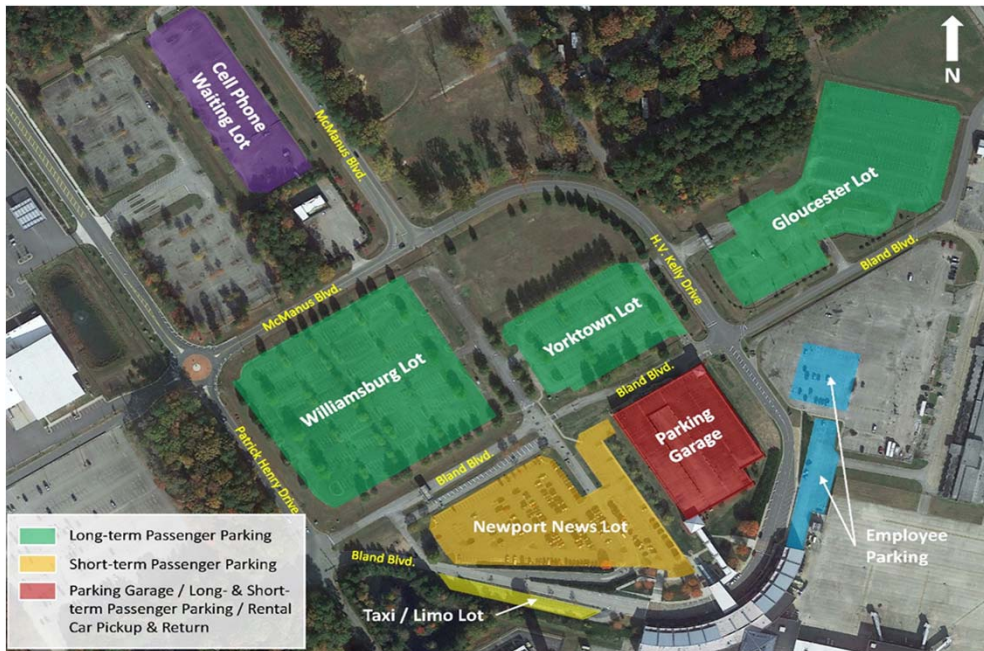 Cell Phone
Waiting Lot
McManus Blvd.
N
Gloucester Lot
Bland Blvd.
H.V. Kelly Drive
McManus Blvd.
Yorktown Lot
Williamsburg Lot
Bland Blvd.
Parking
Garage
Patrick Henry Drive
Bland Blvd.
Newport News Lot
Employee
Parking
Bland Blvd.
Taxi / Limo Lot
Long-term Passenger Parking
Short-term Passenger Parking
Parking Garage / Long- & Short-
term Passenger Parking / Rental
Car Pickup & Return